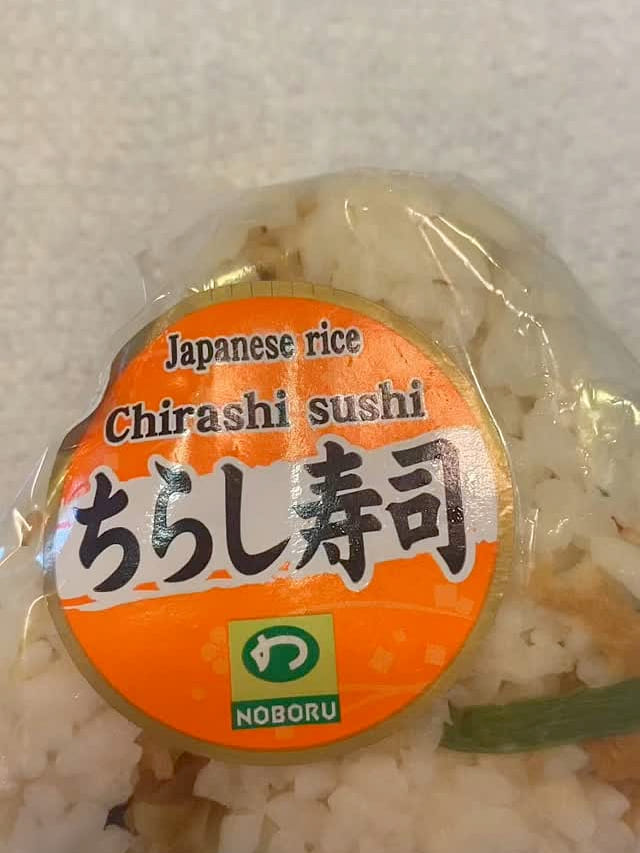 Japanese rice
Chirashi sushi
ちらし寿司
わ
NOBORU